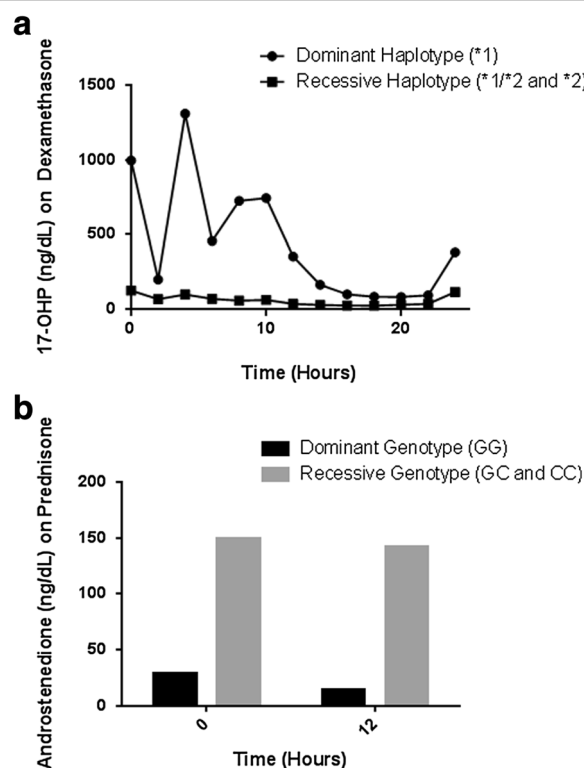 a
Dominant Haplotype (*1)
Recessive Haplotype (*1/*2 and *2)
17-OHP (ng/dL) on Dexamethasone
1500
1000
500
0
0
10
20
Time (Hours)
b
Dominant Genotype (GG)
Recessive Genotype (GC and CC)
Androstenedione (ng/dL) on Prednisone
200
150
100
50
0
0
12
Time (Hours)